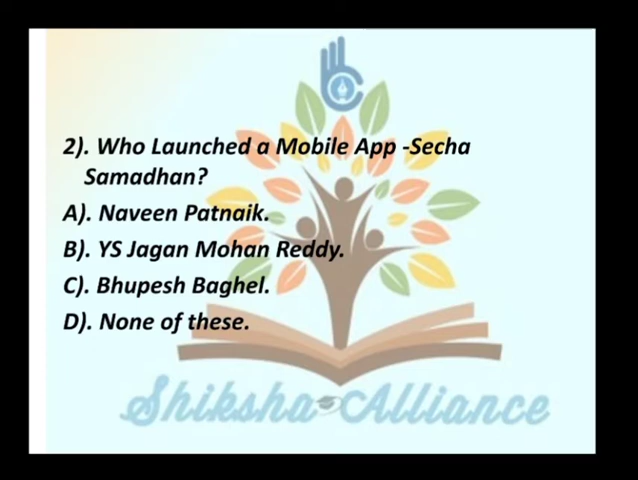 2). Who Launched a Mobile App -Secha
Samadhan?
A). Naveen Patnaik.
B). YS Jagan Mohan Reddy.
C). Bhupesh Baghel.
D). None of these.
Shiksha Alliance